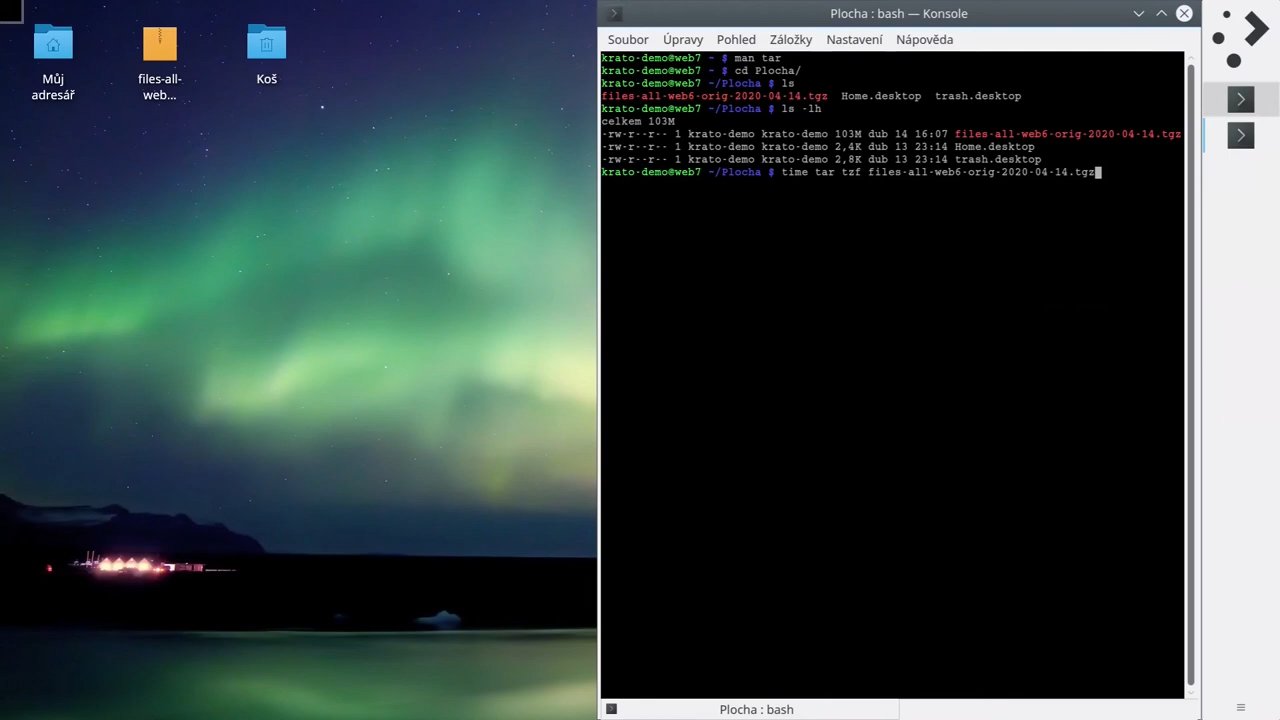 Můj
adresář
files-all-
web...
Koš
Plocha : bash — Konsole
Soubor Úpravy Pohled Záložky Nastavení Nápověda
krato-demo@web7 ~ $ man tar
krato-demo@web7 ~ $ cd Plocha/
krato-demo@web7 ~/Plocha $ ls
files-all-web6-orig-2020-04-14.tgz  Home.desktop  trash.desktop
krato-demo@web7 ~/Plocha $ ls -lh
celkem 103M
-rw-r--r-- 1 krato-demo krato-demo 103M dub 14 16:07 files-all-web6-orig-2020-04-14.tgz
-rw-r--r-- 1 krato-demo krato-demo 2,4K dub 13 23:14 Home.desktop
-rw-r--r-- 1 krato-demo krato-demo 2,8K dub 13 23:14 trash.desktop
krato-demo@web7 ~/Plocha $ time tar tzf files-all-web6-orig-2020-04-14.tgz
Plocha : bash